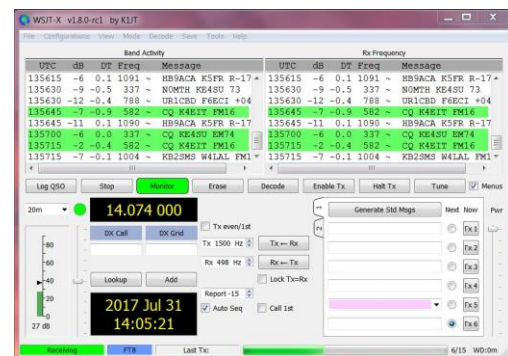 WSJT-X v1.8.0-rc1 by K1JT
File Configurations View Mode Decode Save Tools Help
Band Activity Rx Frequency
UTC dB DT Freq Message UTC dB DT Freq Message
135615 -6 0.1 1091 ~ HB9ACA K5FR R-17 135615 -6 0.1 1091 ~ HB9ACA K5FR R-17
135630 -9 -0.5 337 ~ N0MTH KE4SU 73 135630 -9 -0.5 337 ~ N0MTH KE4SU 73
135630 -12 -0.4 788 ~ UR1CBD F6ECI +04 135630 -12 -0.4 788 ~ UR1CBD F6ECI +04
135645 -7 -0.9 582 ~ CQ K4EIT FM16 135645 -7 -0.9 582 ~ CQ K4EIT FM16
135645 -11 0.1 1090 ~ HB9ACA K5FR R-17 135645 -11 0.1 1090 ~ HB9ACA K5FR R-17
135700 -6 0.0 337 ~ CQ KE4SU EM74 135700 -6 0.0 337 ~ CQ KE4SU EM74
135715 -2 -0.4 582 ~ CQ K4EIT FM16 135715 -2 -0.4 582 ~ CQ K4EIT FM16
135715 -7 -0.1 1004 ~ KB2SMS W4LAL FM1 135715 -7 -0.1 1004 ~ KB2SMS W4LAL FM1
Log QSO Stop Monitor Erase Decode Enable Tx Halt Tx Tune Menus
20m 14.074 000 Tx even/1st 1 Generate Std Msgs Next Now Pwr
DX Call DX Grid Tx 1500 Hz Tx ← Rx 2 Tx 1
Rx 498 Hz Rx ← Tx Tx 2
-80
-60 Lock Tx=Rx Tx 3
-40 Lookup Add Report -15 Tx 4
-20 2017 Jul 31 Auto Seq Call 1st Tx 5
-0 14:05:21 Tx 6
27 dB
Receiving FT8 Last Tx: 6/15 WD:0m